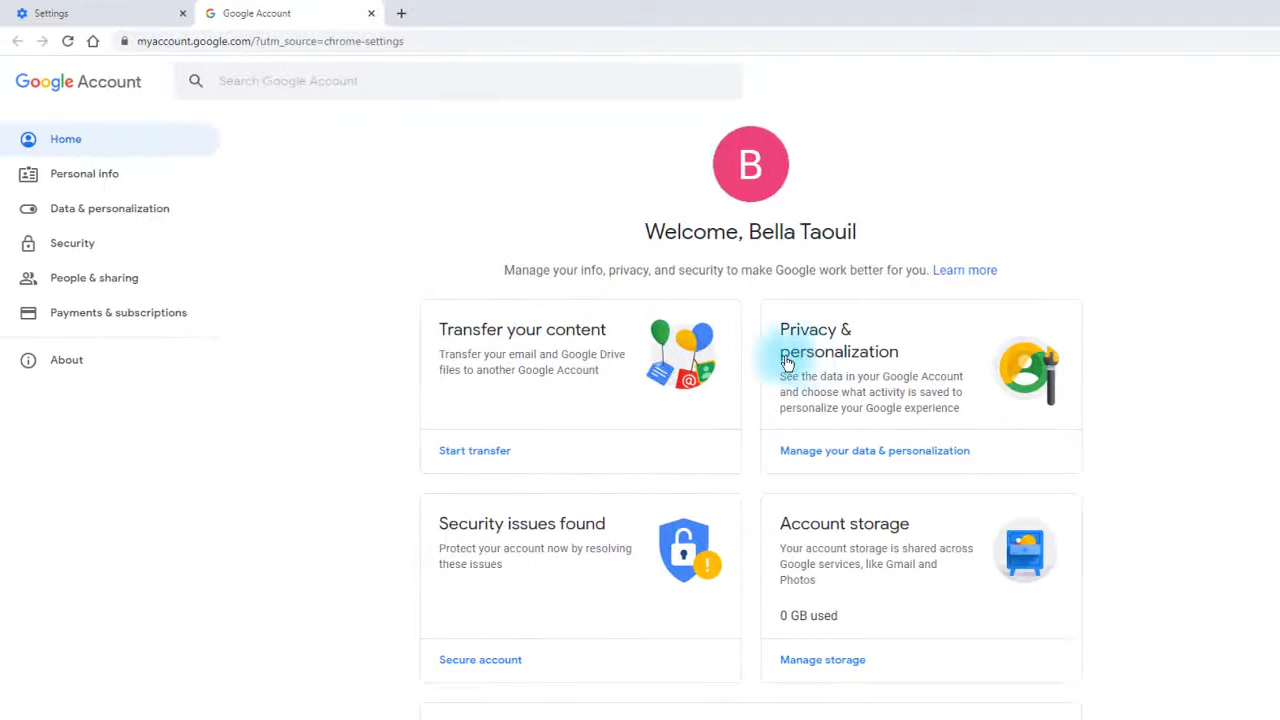 Settings
Google Account
myaccount.google.com/?utm_source=chrome-settings
Google Account
Search Google Account
Home
Personal info
Data & personalization
Security
People & sharing
Payments & subscriptions
About
B
Welcome, Bella Taouil
Manage your info, privacy, and security to make Google work better for you. Learn more
Transfer your content
Transfer your email and Google Drive
files to another Google Account
Start transfer
Privacy &
personalization
See the data in your Google Account
and choose what activity is saved to
personalize your Google experience
Manage your data & personalization
Security issues found
Protect your account now by resolving
these issues
Secure account
Account storage
Your account storage is shared across
Google services, like Gmail and
Photos
0 GB used
Manage storage